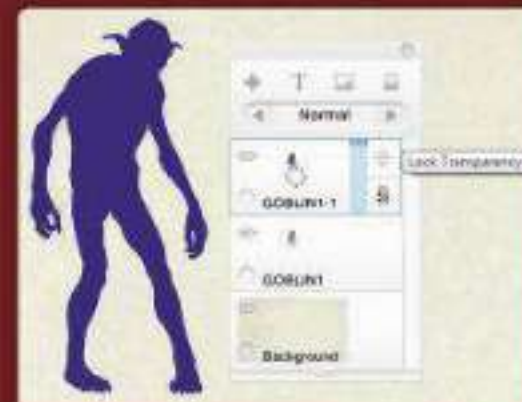 T
Normal
Lock Transparency
GOBLIN1-1
GOBLIN1
Background